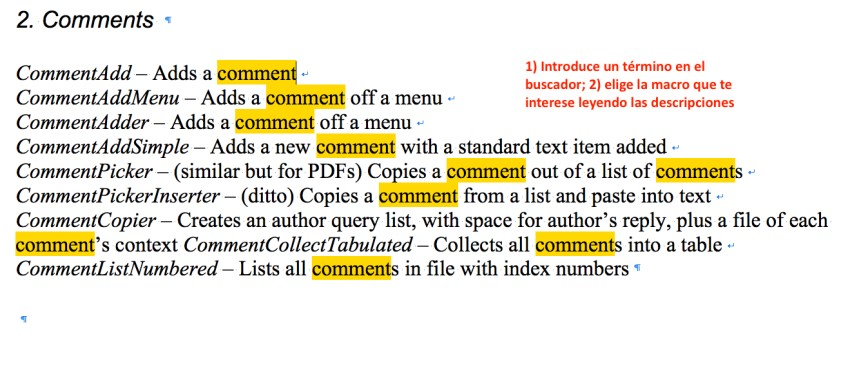 2. Comments
CommentAdd – Adds a comment
CommentAddMenu – Adds a comment off a menu
CommentAdder – Adds a comment off a menu
CommentAddSimple – Adds a new comment with a standard text item added
CommentPicker – (similar but for PDFs) Copies a comment out of a list of comments
CommentPickerInserter – (ditto) Copies a comment from a list and paste into text
CommentCopier – Creates an author query list, with space for author’s reply, plus a file of each
comment’s context CommentCollectTabulated – Collects all comments into a table
CommentListNumbered – Lists all comments in file with index numbers
1) Introduce un término en el
buscador; 2) elige la macro que te
interese leyendo las descripciones